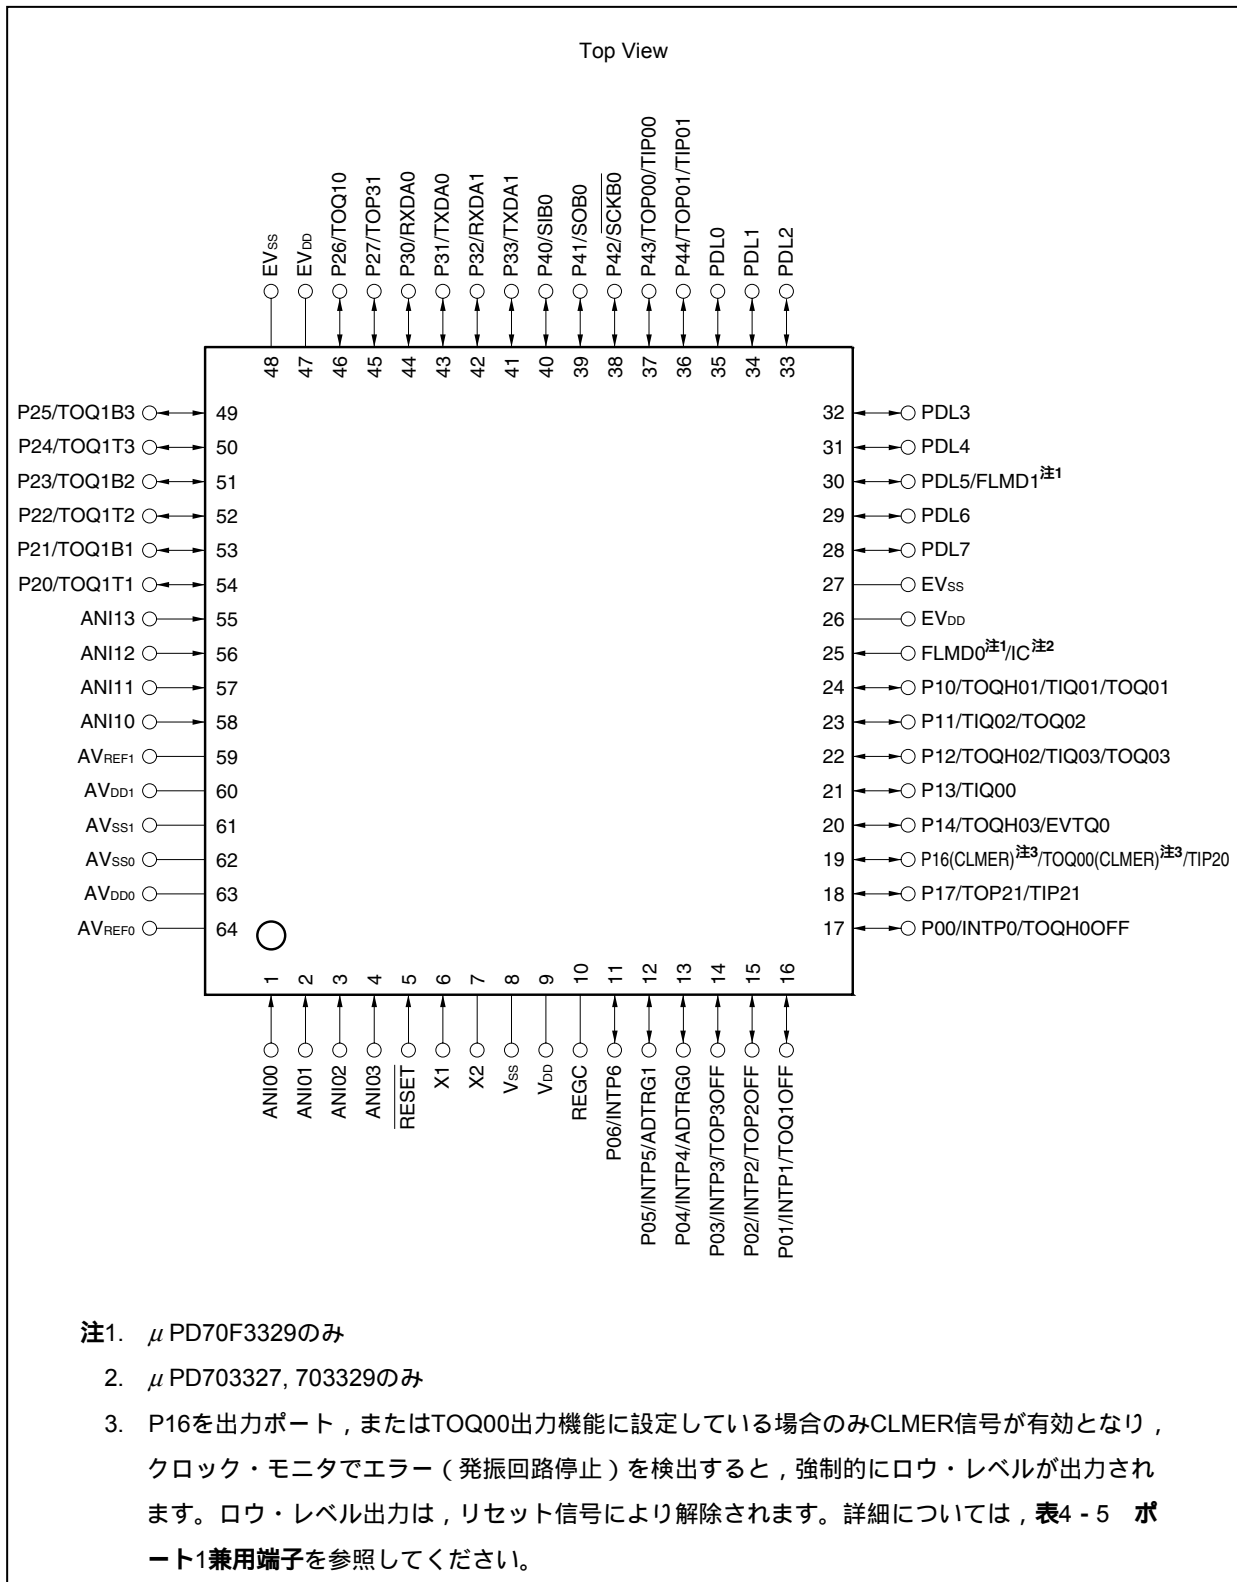 Top View
EVSS
EVDD
P26/TOQ10
P27/TOP31
P30/RXDA0
P31/TXDA0
P32/RXDA1
P33/TXDA1
P40/SIB0
P41/SOB0
P42/SCKB0
P43/TOP00/TIP00
P44/TOP01/TIP01
PDL0
PDL1
PDL2
48 47 46 45 44 43 42 41 40 39 38 37 36 35 34 33
P25/TOQ1B3 49
P24/TOQ1T3 50
P23/TOQ1B2 51
P22/TOQ1T2 52
P21/TOQ1B1 53
P20/TOQ1T1 54
ANI13 55
ANI12 56
ANI11 57
ANI10 58
AVREF1 59
AVDD1 60
AVSS1 61
AVSS0 62
AVDD0 63
AVREF0 64
32 PDL3
31 PDL4
30 PDL5/FLMD1注1
29 PDL6
28 PDL7
27 EVSS
26 EVDD
25 FLMD0注1/IC注2
24 P10/TOQH01/TIQ01/TOQ01
23 P11/TIQ02/TOQ02
22 P12/TOQH02/TIQ03/TOQ03
21 P13/TIQ00
20 P14/TOQH03/EVTQ0
19 P16(CLMER)注3/TOQ00(CLMER)注3/TIP20
18 P17/TOP21/TIP21
17 P00/INTP0/TOQH0OFF
1 2 3 4 5 6 7 8 9 10 11 12 13 14 15 16
ANI00
ANI01
ANI02
ANI03
RESET
X1
X2
VSS
VDD
REGC
P06/INTP6
P05/INTP5/ADTRG1
P04/INTP4/ADTRG0
P03/INTP3/TOP3OFF
P02/INTP2/TOP2OFF
P01/INTP1/TOQ1OFF
注1. μPD70F3329のみ
2. μPD703327, 703329のみ
3. P16を出力ポート，またはTOQ00出力機能に設定している場合のみCLMER信号が有効となり，
クロック・モニタでエラー（発振回路停止）を検出すると，強制的にロウ・レベルが出力され
ます。ロウ・レベル出力は，リセット信号により解除されます。詳細については，表4 - 5　ポ
ート1兼用端子を参照してください。